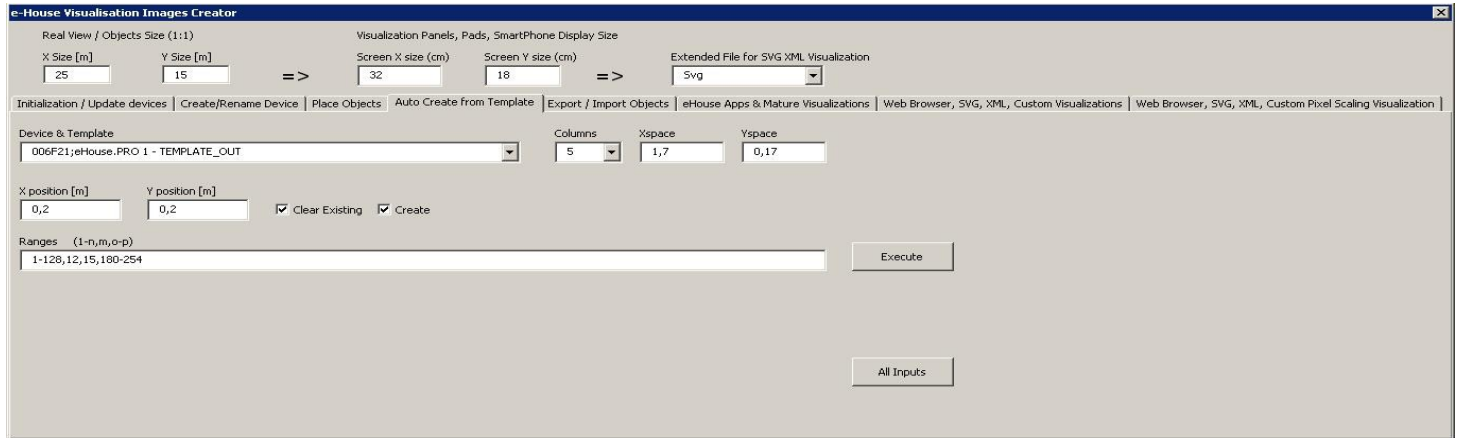 e-House Visualisation Images Creator
Real View / Objects Size (1:1) Visualization Panels, Pads, SmartPhone Display Size
X Size [m] Y Size [m] Screen X size (cm) Screen Y size (cm) Extended File for SVG XML Visualization
25 15 => 32 18 => Svg
Initialization / Update devices Create/Rename Device Place Objects Auto Create from Template Export / Import Objects eHouse Apps & Mature Visualizations Web Browser, SVG, XML, Custom Visualizations Web Browser, SVG, XML, Custom Pixel Scaling Visualization
Device & Template Columns Xspace Yspace
006F21;eHouse.PRO 1 - TEMPLATE_OUT 5 1,7 0,17
X position [m] Y position [m]
0,2 0,2 Clear Existing Create
Ranges (1-n,m,o-p)
1-128,12,15,180-254 Execute
All Inputs